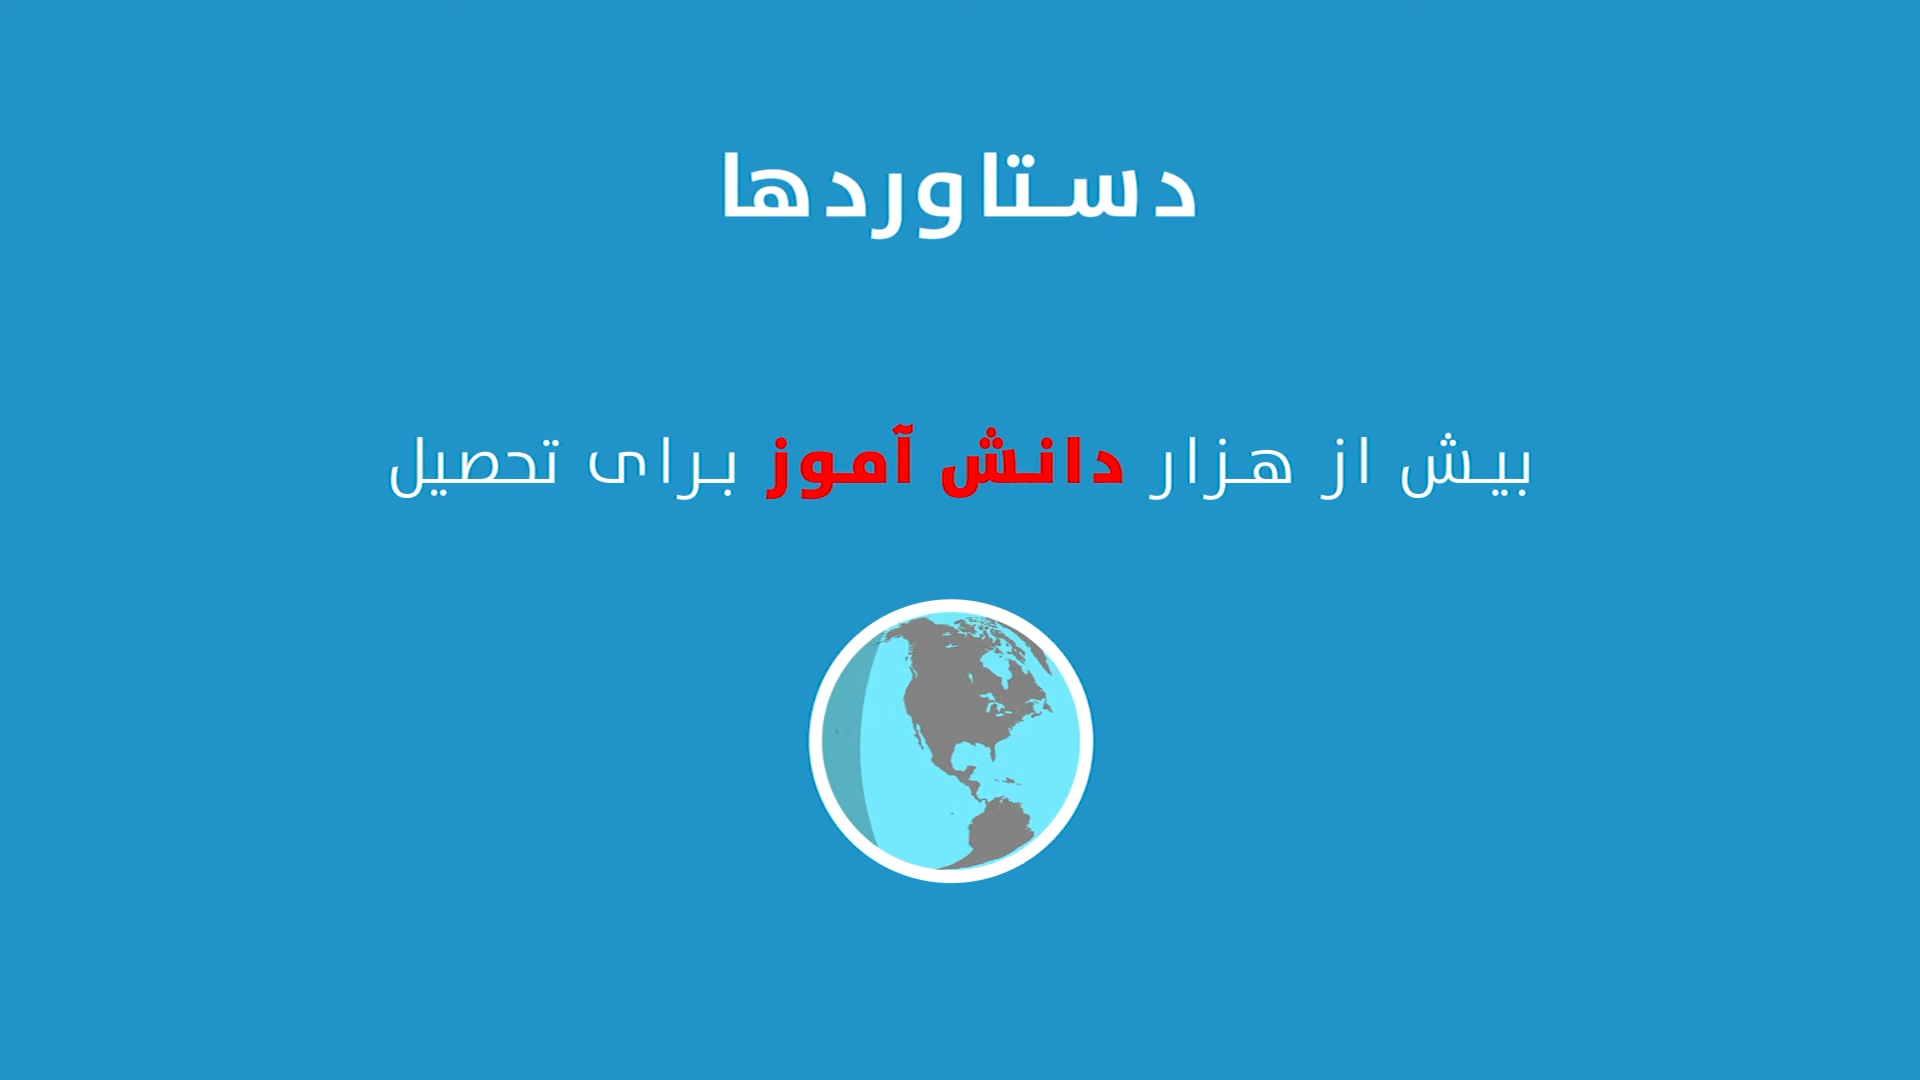 دستاوردها
بیش از هزار دانش آموز برای تحصیل